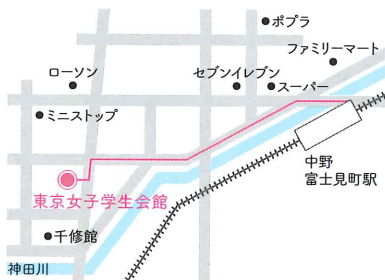 ポプラ
ファミリーマート
ローソン
セブンイレブン
スーパー
ミニストップ
中野
富士見町駅
東京女子学生会館
千修館
神田川